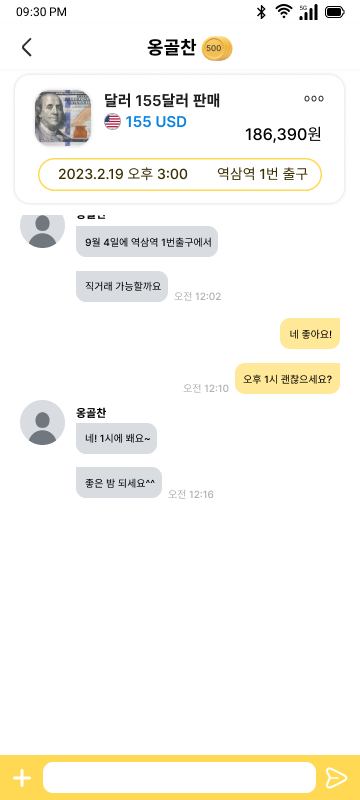 09:30 PM
5G
옹골찬
500
달러 155달러 판매
155 USD
186,390원
2023.2.19 오후 3:00
역삼역 1번 출구
옹골찬
9월 4일에 역삼역 1번출구에서
직거래 가능할까요
오전 12:02
네 좋아요!
오후 1시 괜찮으세요?
오전 12:10
옹골찬
네! 1시에 봬요~
좋은 밤 되세요^^
오전 12:16